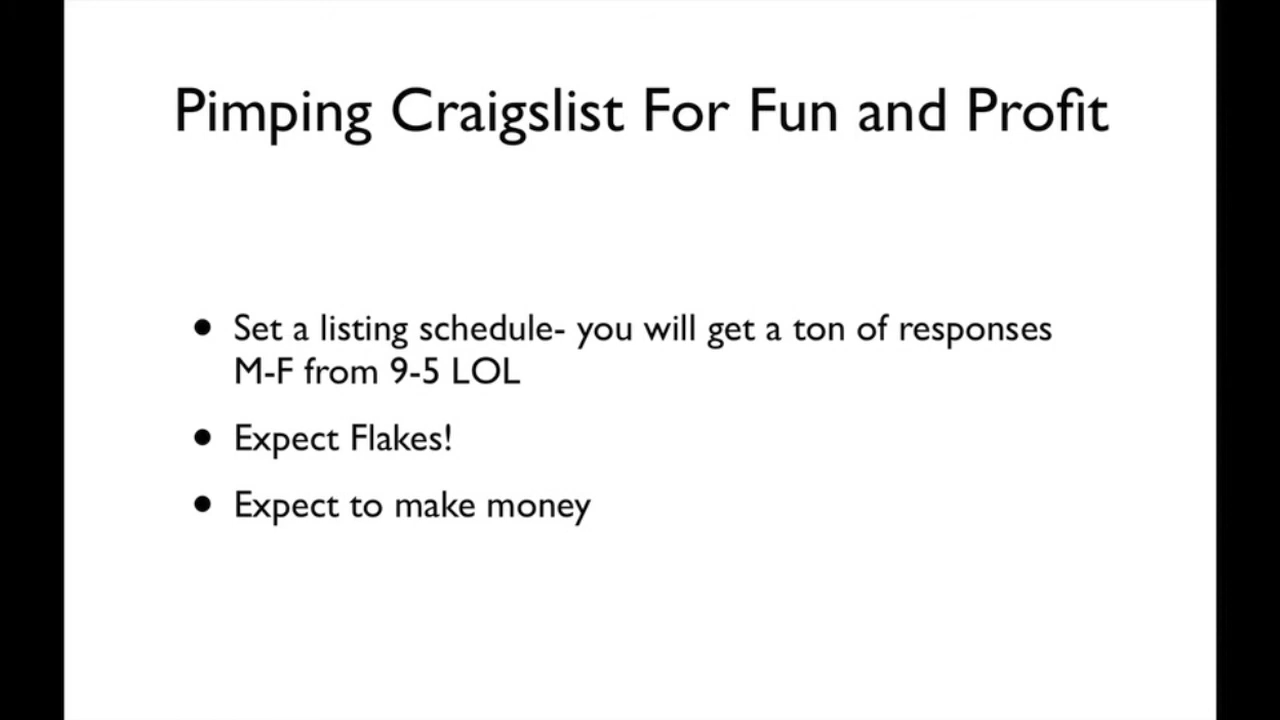 Pimping Craigslist For Fun and Profit
• Set a listing schedule- you will get a ton of responses
M-F from 9-5 LOL
• Expect Flakes!
• Expect to make money